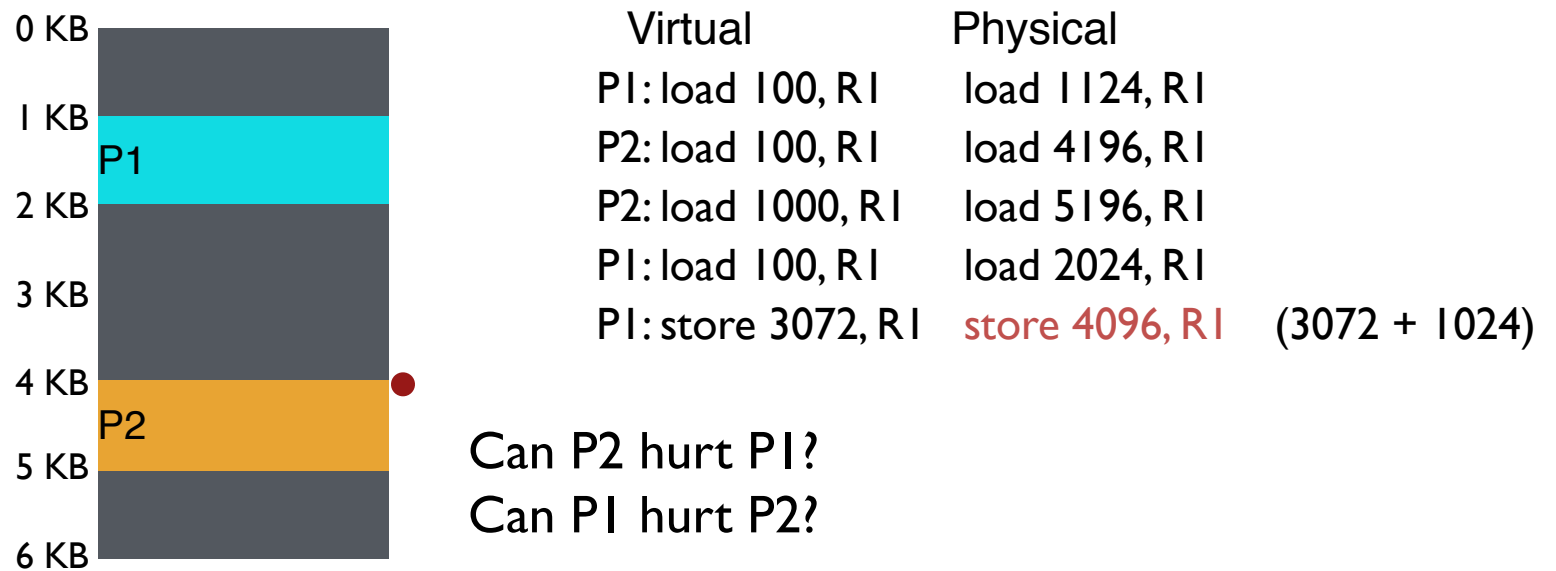 0 KB
1 KB
P1
2 KB
3 KB
4 KB
P2
5 KB
6 KB
Virtual Physical
P1: load 100, R1 load 1124, R1
P2: load 100, R1 load 4196, R1
P2: load 1000, R1 load 5196, R1
P1: load 100, R1 load 2024, R1
P1: store 3072, R1 store 4096, R1 (3072 + 1024)
Can P2 hurt P1?
Can P1 hurt P2?